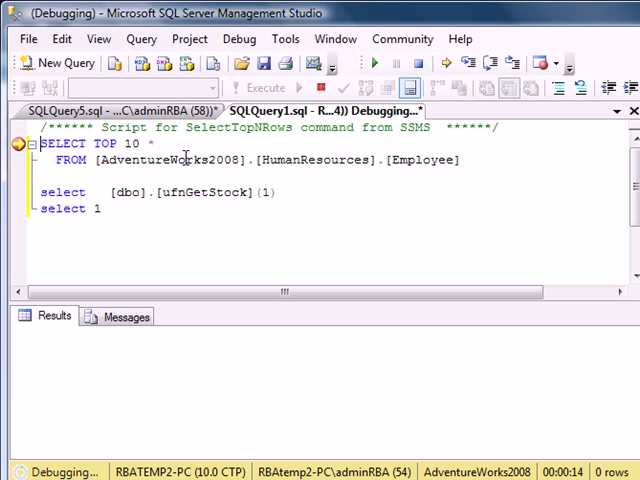 (Debugging) - Microsoft SQL Server Management Studio
File Edit View Query Project Debug Tools Window Community Help
New Query
Execute
SQLQuery5.sql - ...C\adminRBA (58))* SQLQuery1.sql - R...4)) Debugging...*
/****** Script for SelectTopNRows command from SSMS ******/
SELECT TOP 10 *
FROM [AdventureWorks2008].[HumanResources].[Employee]
select [dbo].[ufnGetStock](1)
select 1
Results Messages
Debugging... RBATEMP2-PC (10.0 CTP) RBAtemp2-PC\adminRBA (54) AdventureWorks2008 00:00:14 0 rows